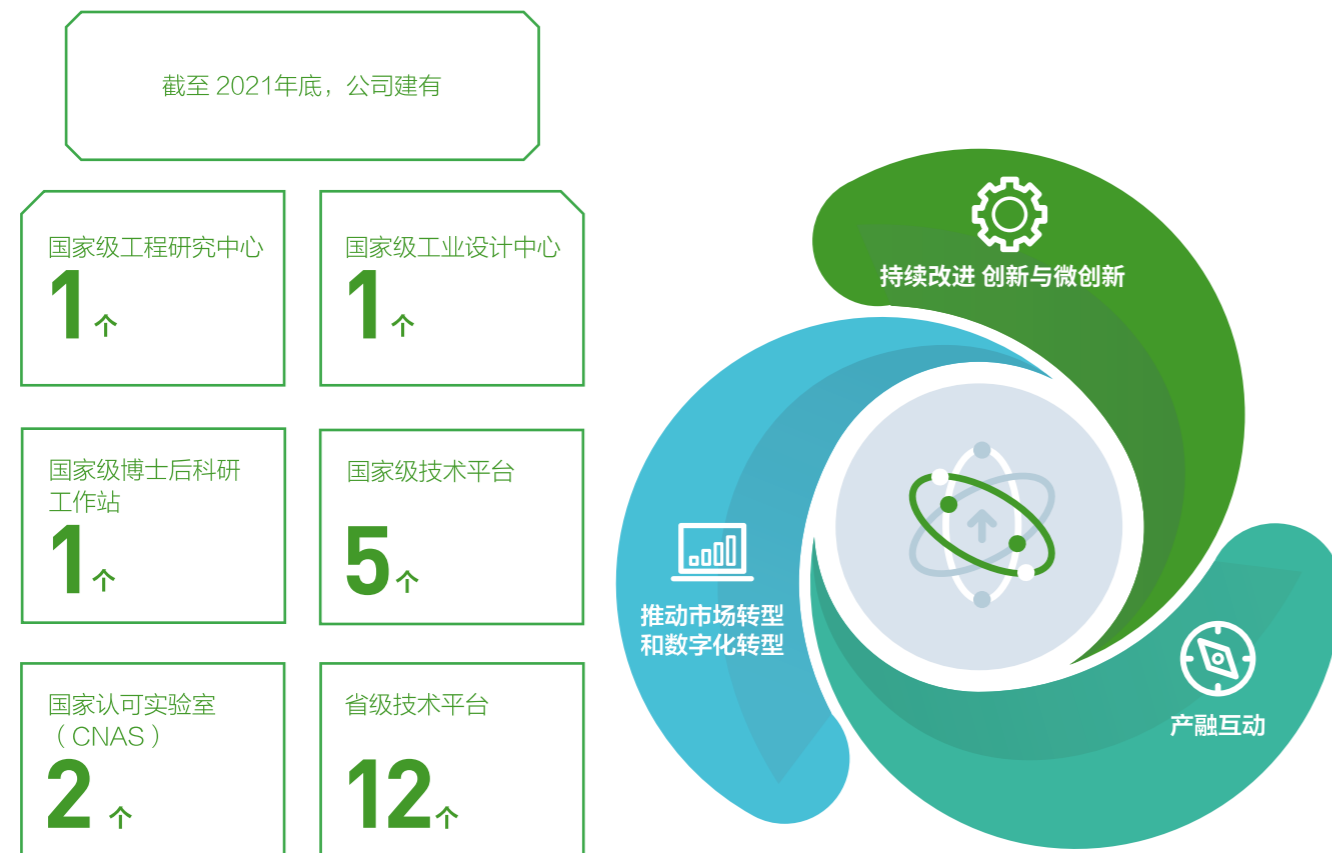 截至 2021年底，公司建有
国家级工程研究中心
1个
国家级工业设计中心
1个
国家级博士后科研
工作站
1个
国家级技术平台
5个
国家认可实验室
（CNAS）
2个
省级技术平台
12个
持续改进 创新与微创新
推动市场转型
和数字化转型
产融互动